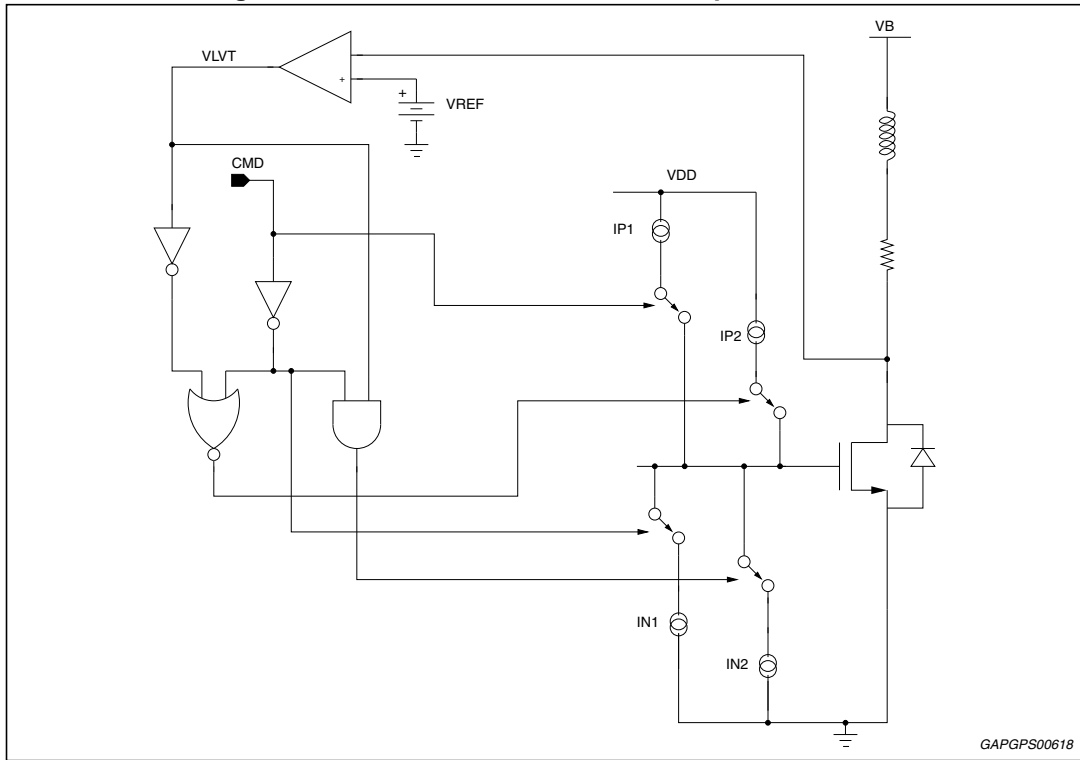 VB
VLVT
+
+
VREF
CMD
VDD
IP1
IP2
IN1
IN2
GAPGPS00618